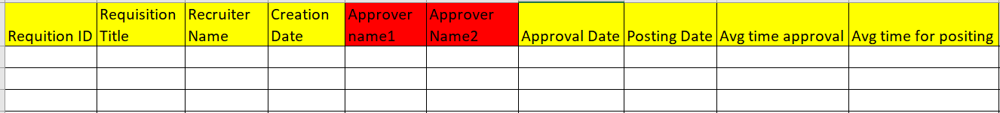 Requition ID
Requisition
Title
Recruiter
Name
Creation
Date
Approver
name1
Approver
Name2
Approval Date
Posting Date
Avg time approval
Avg time for positing